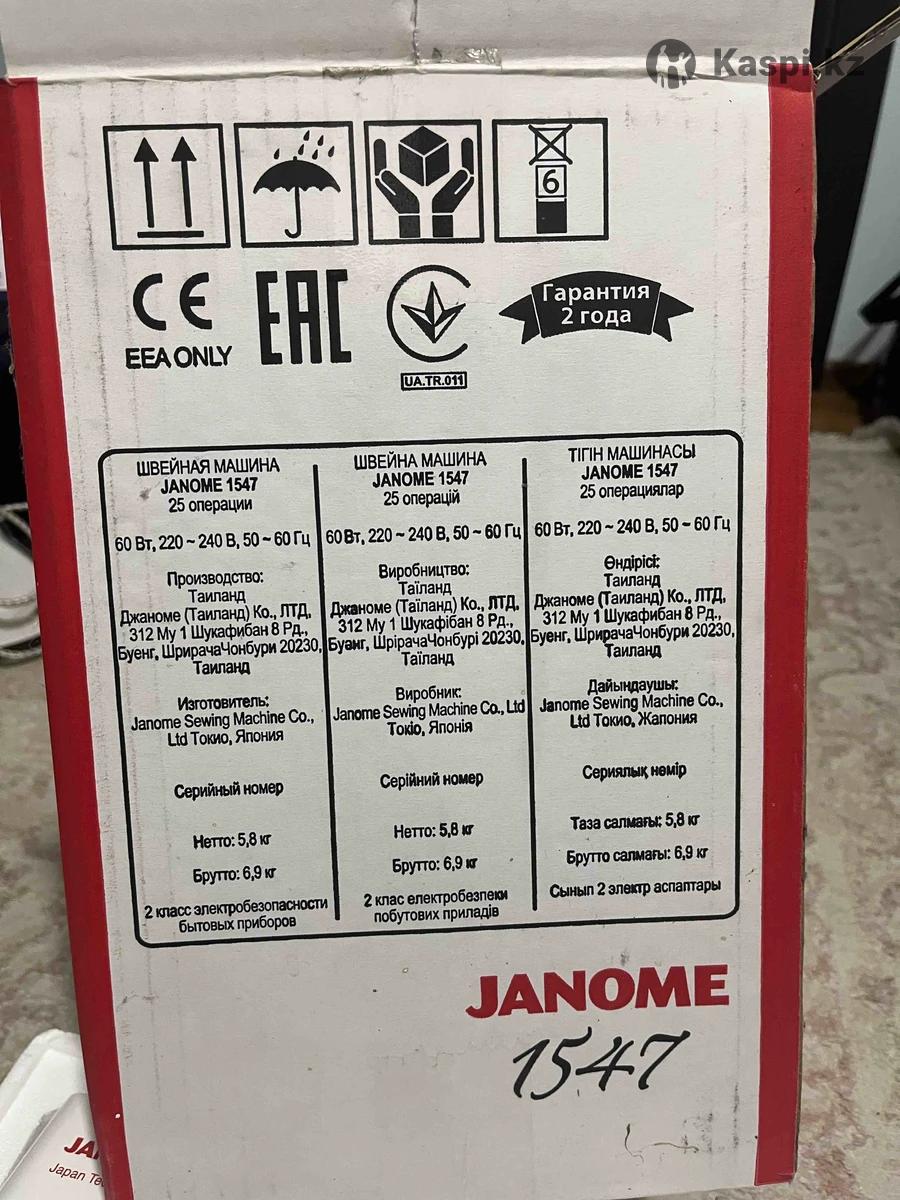 Kaspi.kz
6
CE
EEA ONLY
EAC
UA.TR.011
Гарантия
2 года
ШВЕЙНАЯ МАШИНА
JANOME 1547
25 операции
60 Вт, 220 ~ 240 В, 50 ~ 60 Гц
Производство:
Таиланд
Джаноме (Таиланд) Ко., ЛТД,
312 Му 1 Шукафибан 8 Рд.,
Буенг, ШрирачаЧонбури 20230,
Таиланд
Изготовитель:
Janome Sewing Machine Co.,
Ltd Токио, Япония
Серийный номер
Нетто: 5,8 кг
Брутто: 6,9 кг
2 класс электробезопасности
бытовых приборов
ШВЕЙНА МАШИНА
JANOME 1547
25 операцій
60 Вт, 220 ~ 240 В, 50 ~ 60 Гц
Виробництво:
Таїланд
Джаноме (Таїланд) Ко., ЛТД,
312 Му 1 Шукафібан 8 Рд.,
Буенг, ШрірачаЧонбурі 20230,
Таїланд
Виробник:
Janome Sewing Machine Co., Ltd
Токіо, Японія
Серійний номер
Нетто: 5,8 кг
Брутто: 6,9 кг
2 клас електробезпеки
побутових приладів
ТІГІН МАШИНАСЫ
JANOME 1547
25 операциялар
60 Вт, 220 ~ 240 В, 50 ~ 60 Гц
Өндірісі:
Таиланд
Джаноме (Таиланд) Ко., ЛТД,
312 Му 1 Шукафибан 8 Рд.,
Буенг, ШрирачаЧонбури 20230,
Таиланд
Дайындаушы:
Janome Sewing Machine Co.,
Ltd Токио, Жапония
Сериялық нөмір
Таза салмағы: 5,8 кг
Брутто салмағы: 6,9 кг
Сынып 2 электр аспаптары
JANOME
1547
JA
Japan Te